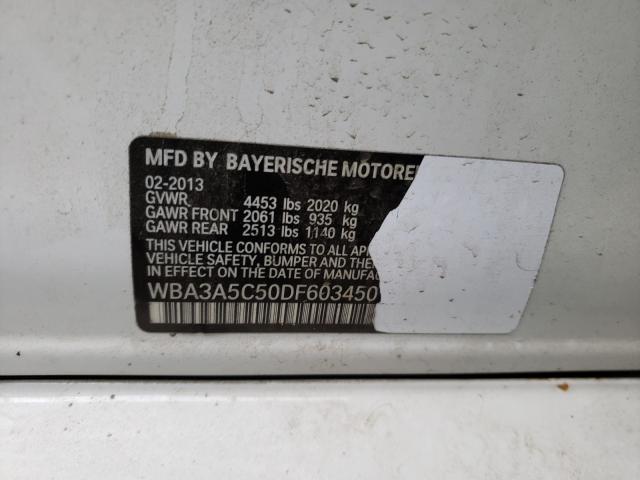 MFD BY BAYERISCHE MOTORE
02-2013
GVWR 4453 lbs 2020 kg
GAWR FRONT 2061 lbs 935 kg
GAWR REAR 2513 lbs 1140 kg
THIS VEHICLE CONFORMS TO ALL APP
VEHICLE SAFETY, BUMPER AND THE
IN EFFECT ON THE DATE OF MANUFAC
WBA3A5C50DF603450